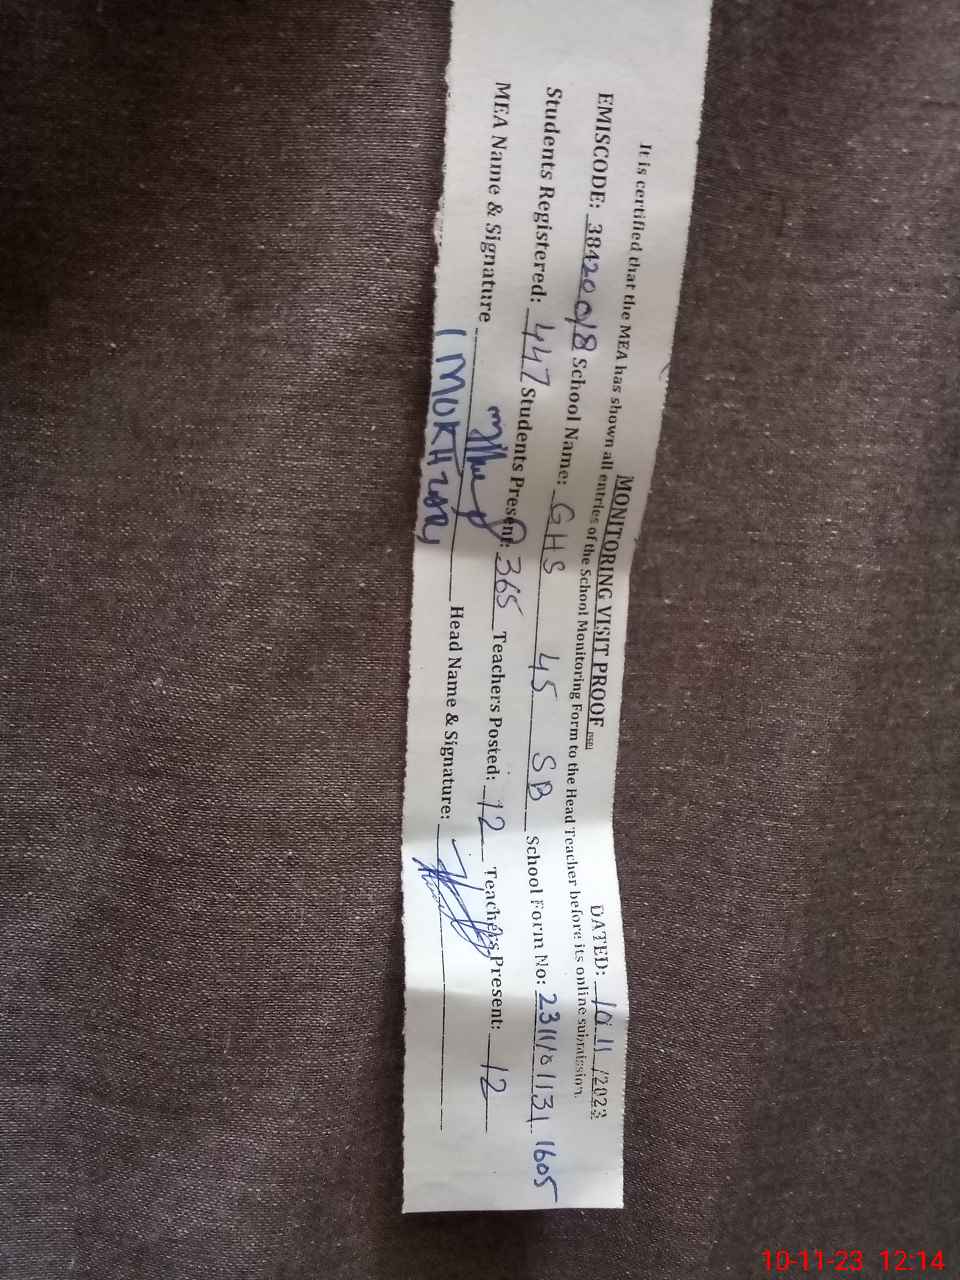 MONITORING VISIT PROOF
DATED: 10/11/2023
It is certified that the MEA has shown all entries of the School Monitoring Form to the Head Teacher before its online submission.
EMISCODE: 38420018 School Name: GHS 45 SB School Form No: 2311101131 1605
Students Registered: 447 Students Present: 365 Teachers Posted: 12 Teachers Present: 12
MEA Name & Signature Head Name & Signature:
10-11-23 12:14